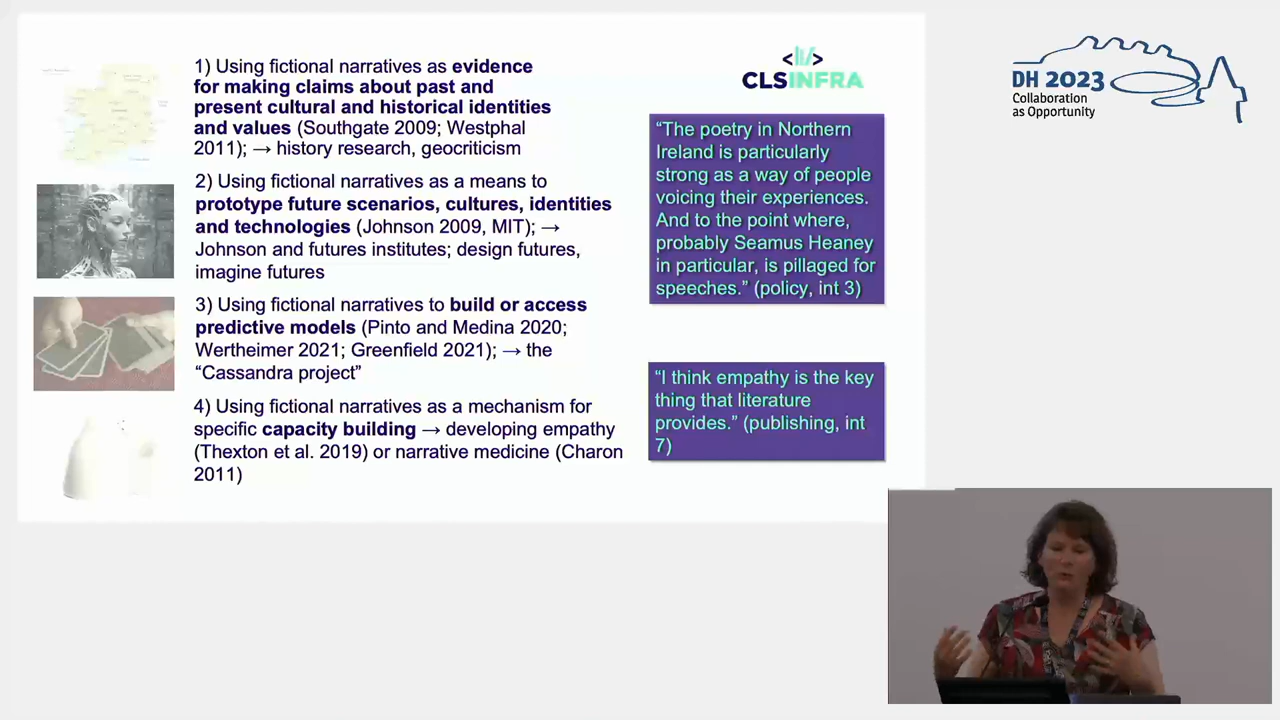 1) Using fictional narratives as evidence
for making claims about past and
present cultural and historical identities
and values (Southgate 2009; Westphal
2011); → history research, geocriticism
2) Using fictional narratives as a means to
prototype future scenarios, cultures, identities
and technologies (Johnson 2009, MIT); →
Johnson and futures institutes; design futures,
imagine futures
3) Using fictional narratives to build or access
predictive models (Pinto and Medina 2020;
Wertheimer 2021; Greenfield 2021); → the
“Cassandra project”
4) Using fictional narratives as a mechanism for
specific capacity building → developing empathy
(Thexton et al. 2019) or narrative medicine (Charon
2011)
CLSINFRA
“The poetry in Northern
Ireland is particularly
strong as a way of people
voicing their experiences.
And to the point where,
probably Seamus Heaney
in particular, is pillaged for
speeches.” (policy, int 3)
“I think empathy is the key
thing that literature
provides.” (publishing, int
7)
DH 2023
Collaboration
as Opportunity